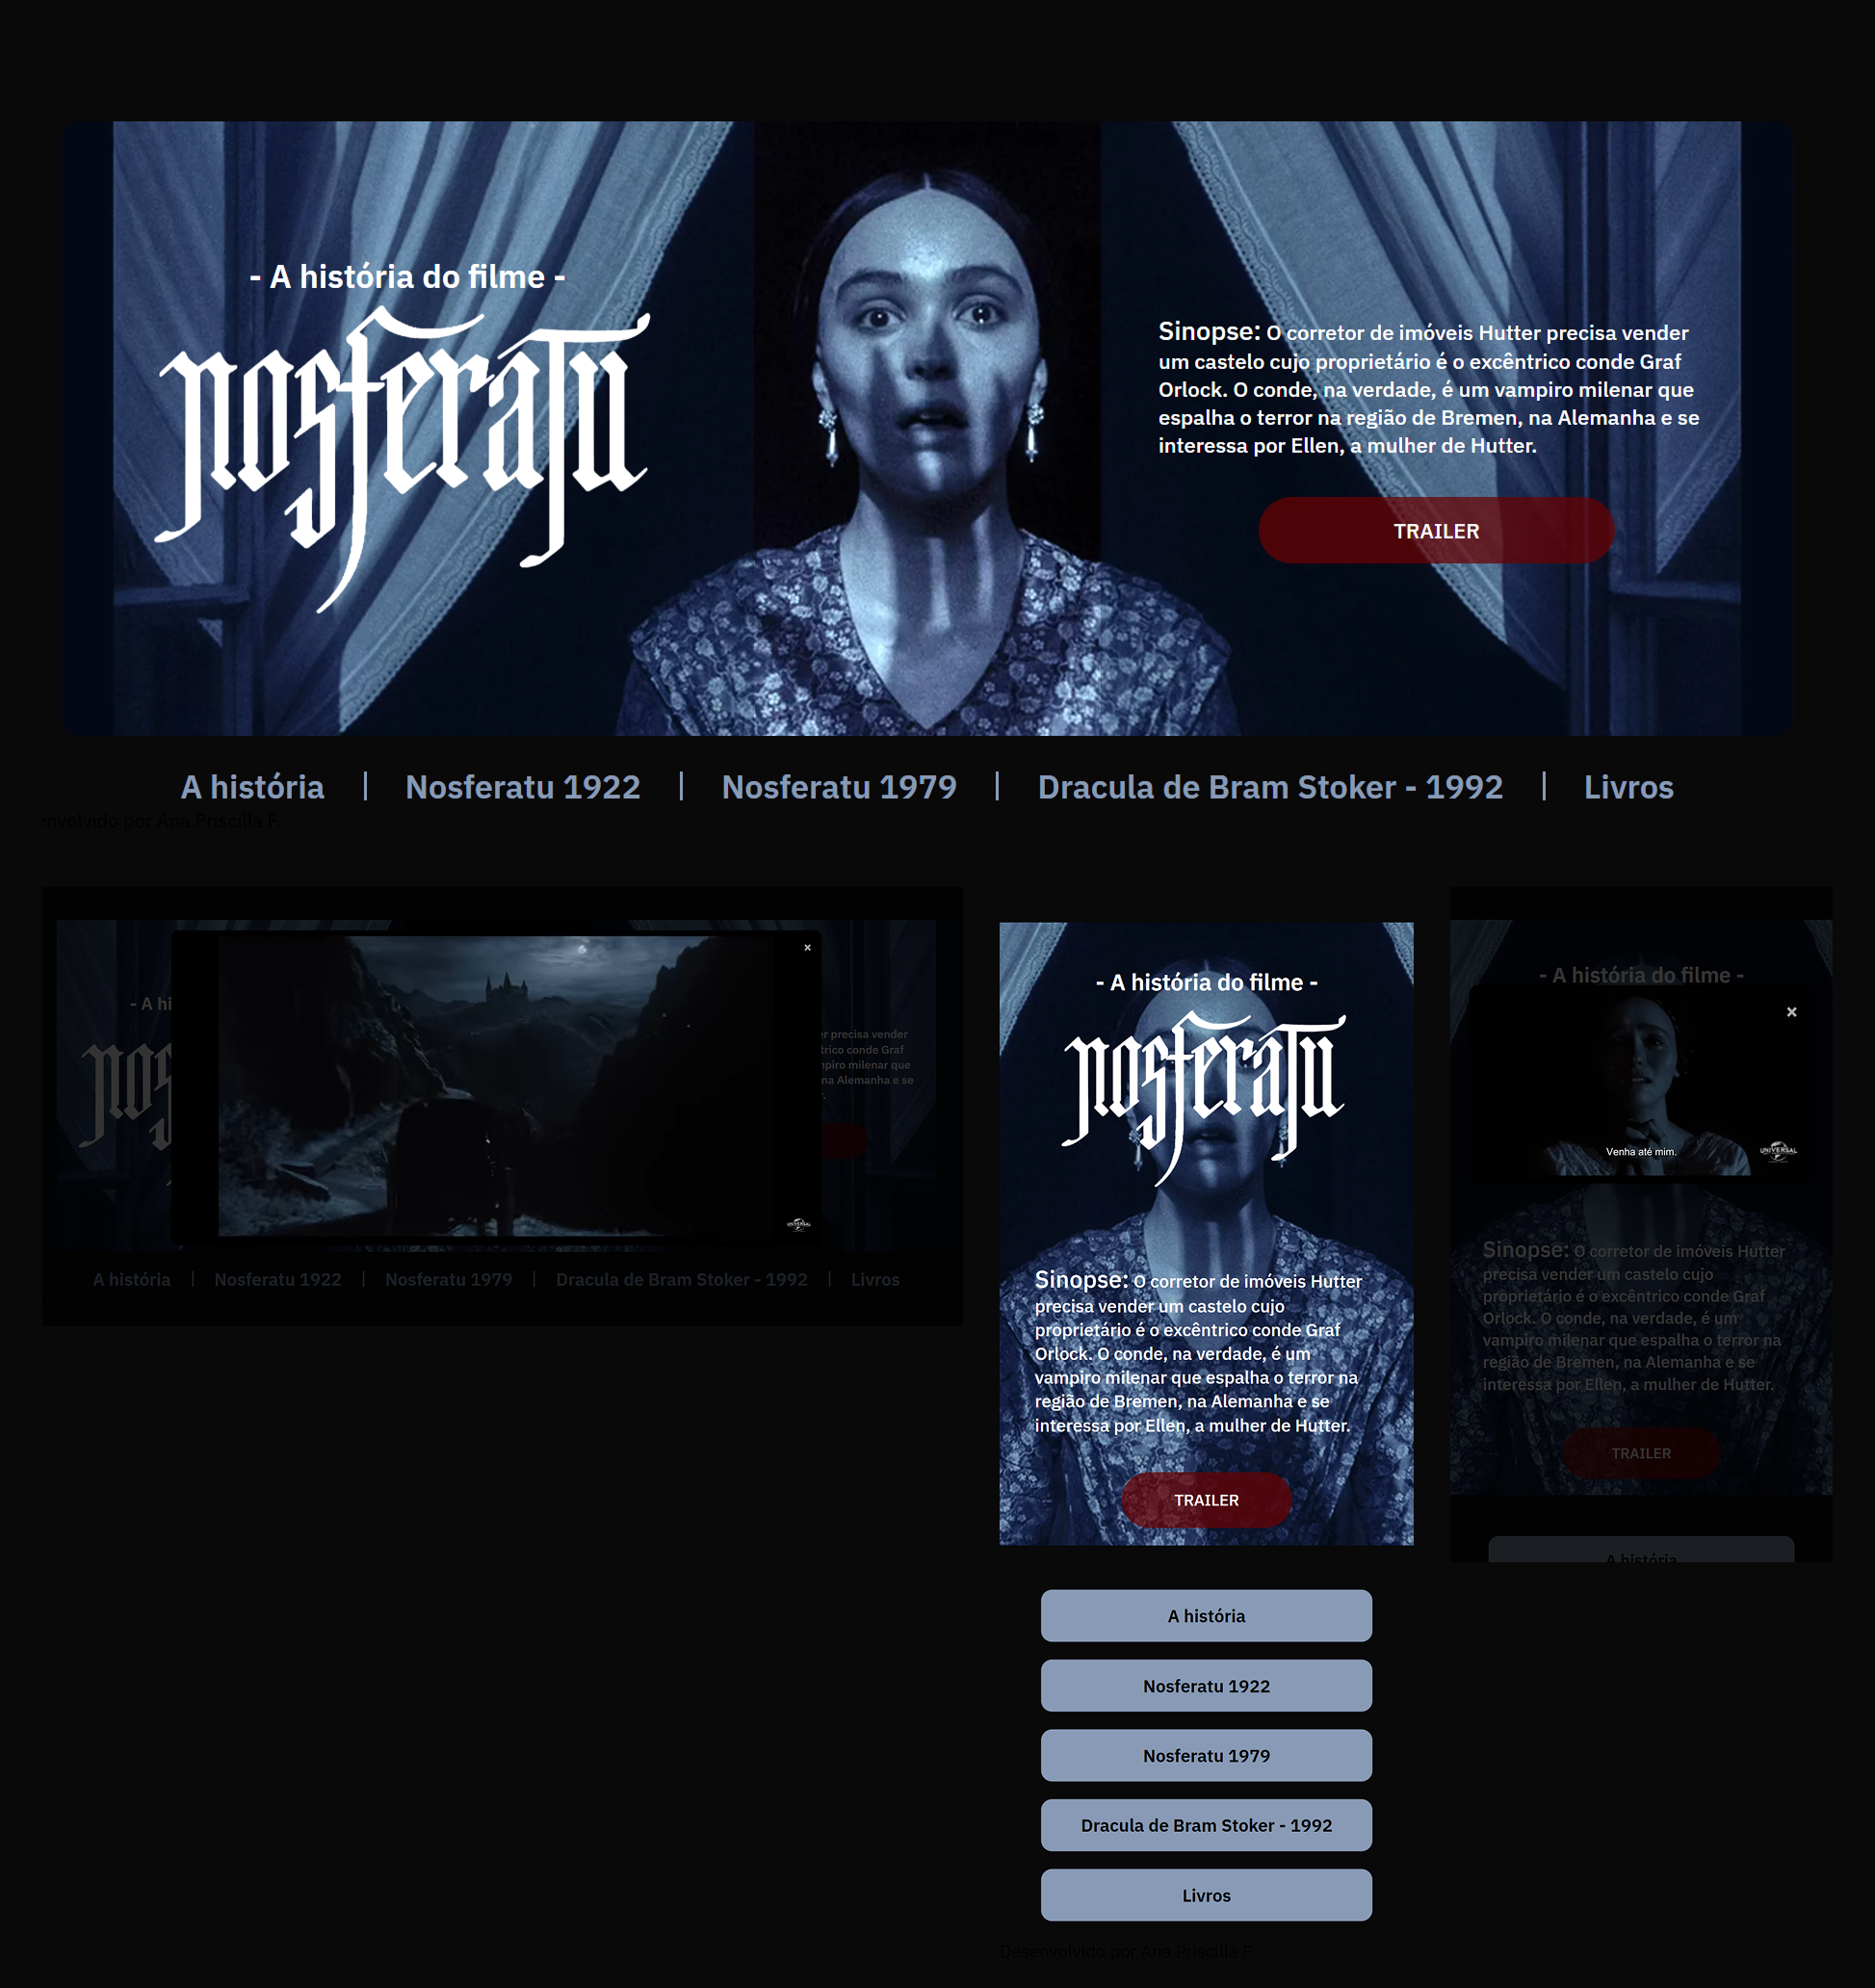 - A história do filme -
nosferatu
Sinopse: O corretor de imóveis Hutter precisa vender
um castelo cujo proprietário é o excêntrico conde Graf
Orlock. O conde, na verdade, é um vampiro milenar que
espalha o terror na região de Bremen, na Alemanha e se
interessa por Ellen, a mulher de Hutter.
TRAILER
A história | Nosferatu 1922 | Nosferatu 1979 | Dracula de Bram Stoker - 1992 | Livros
envolvido por Ana Priscilla F.
- A hi
nos
er precisa vender
trico conde Graf
mpiro milenar que
na Alemanha e se
r.
×
UNIVERSAL
A história | Nosferatu 1922 | Nosferatu 1979 | Dracula de Bram Stoker - 1992 | Livros
- A história do filme -
nosferatu
Sinopse: O corretor de imóveis Hutter
precisa vender um castelo cujo
proprietário é o excêntrico conde Graf
Orlock. O conde, na verdade, é um
vampiro milenar que espalha o terror na
região de Bremen, na Alemanha e se
interessa por Ellen, a mulher de Hutter.
TRAILER
A história
Nosferatu 1922
Nosferatu 1979
Dracula de Bram Stoker - 1992
Livros
Desenvolvido por Ana Priscilla F.
- A história do filme -
×
Venha até mim.
UNIVERSAL
Sinopse: O corretor de imóveis Hutter
precisa vender um castelo cujo
proprietário é o excêntrico conde Graf
Orlock. O conde, na verdade, é um
vampiro milenar que espalha o terror na
região de Bremen, na Alemanha e se
interessa por Ellen, a mulher de Hutter.
TRAILER
A história